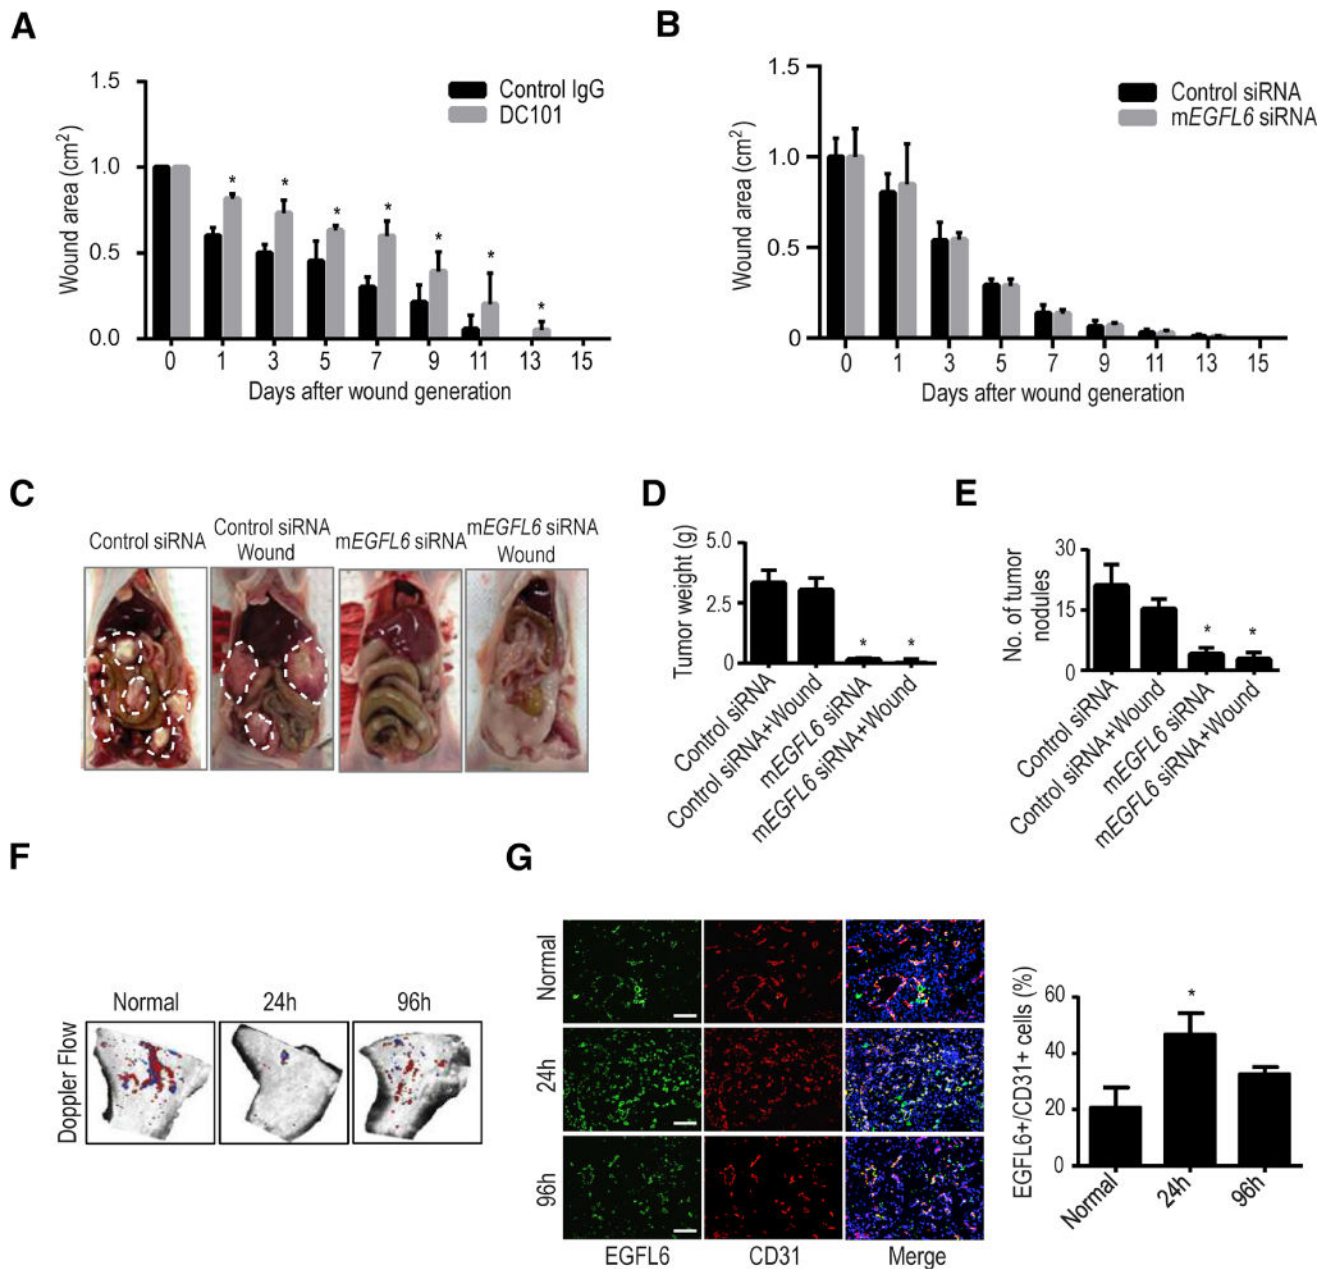 A
1.5
1.0
0.5
0.0
Wound area (cm²)
Control IgG
DC101
* * * * * * *
0 1 3 5 7 9 11 13 15
Days after wound generation
B
1.5
1.0
0.5
0
Wound area (cm²)
Control siRNA
mEGFL6 siRNA
0 1 3 5 7 9 11 13 15
Days after wound generation
C
Control siRNA
Control siRNA
Wound
mEGFL6 siRNA
mEGFL6 siRNA
Wound
D
5.0
2.5
0
Tumor weight (g)
* *
Control siRNA
Control siRNA+Wound
mEGFL6 siRNA
mEGFL6 siRNA+Wound
E
30
15
0
No. of tumor
nodules
* *
Control siRNA
Control siRNA+Wound
mEGFL6 siRNA
mEGFL6 siRNA+Wound
F
Normal 24h 96h
Doppler Flow
G
Normal
24h
96h
EGFL6 CD31 Merge
EGFL6+/CD31+ cells (%)
60
40
20
0
*
Normal
24h
96h